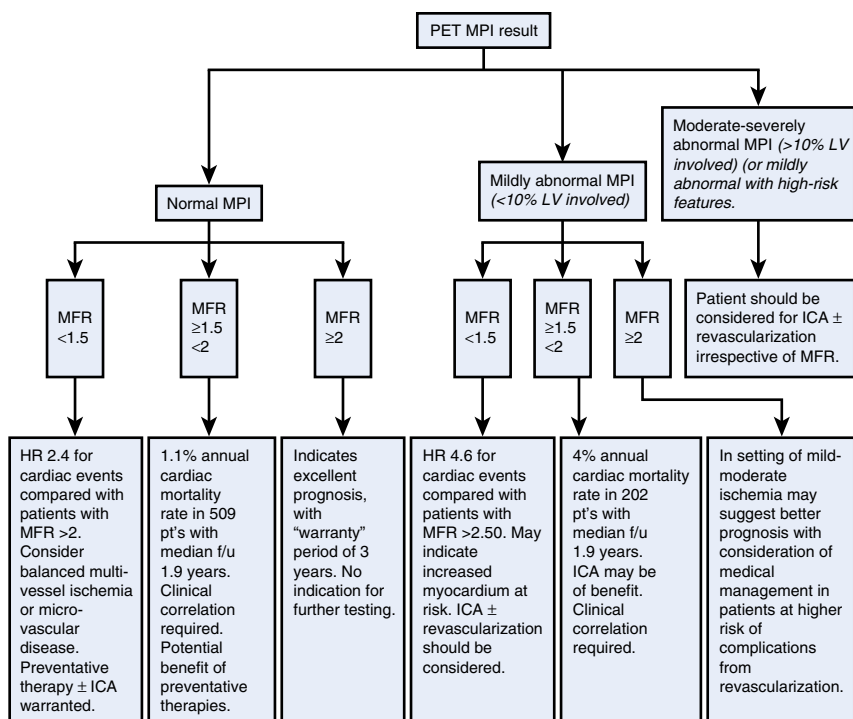 PET MPI result
Normal MPI
Mildly abnormal MPI
(<10% LV involved)
Moderate-severely
abnormal MPI (>10% LV
involved) (or mildly
abnormal with high-risk
features.
MFR
<1.5
MFR
≥1.5
<2
MFR
≥2
MFR
<1.5
MFR
≥1.5
<2
MFR
≥2
Patient should be
considered for ICA ±
revascularization
irrespective of MFR.
HR 2.4 for
cardiac events
compared with
patients with
MFR >2.
Consider
balanced multi-
vessel ischemia
or micro-
vascular
disease.
Preventative
therapy ± ICA
warranted.
1.1% annual
cardiac
mortality
rate in 509
pt's with
median f/u
1.9 years.
Clinical
correlation
required.
Potential
benefit of
preventative
therapies.
Indicates
excellent
prognosis,
with
“warranty”
period of 3
years. No
indication for
further testing.
HR 4.6 for
cardiac events
compared with
patients with
MFR >2.50. May
indicate
increased
myocardium at
risk. ICA ±
revascularization
should be
considered.
4% annual
cardiac mortality
rate in 202
pt's with
median f/u
1.9 years.
ICA may be
of benefit.
Clinical
correlation
required.
In setting of mild-
moderate
ischemia may
suggest better
prognosis with
consideration of
medical
management in
patients at higher
risk of
complications
from
revascularization.